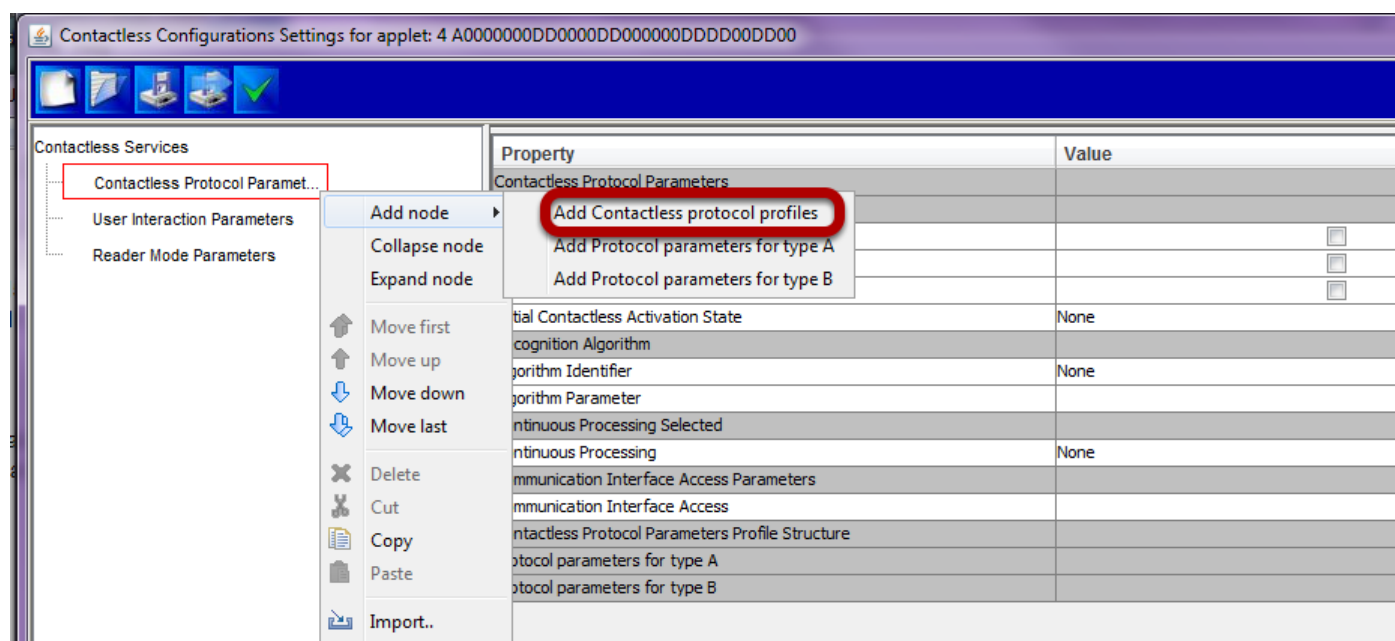 Contactless Configurations Settings for applet: 4 A0000000DD0000DD000000DDDD00DD00
Contactless Services
Contactless Protocol Paramet...
User Interaction Parameters
Reader Mode Parameters
Property Value
Contactless Protocol Parameters
Add node
Collapse node
Expand node
Move first
Move up
Move down
Move last
Delete
Cut
Copy
Paste
Import..
Add Contactless protocol profiles
Add Protocol parameters for type A
Add Protocol parameters for type B
tial Contactless Activation State None
cognition Algorithm
gorithm Identifier None
gorithm Parameter
ntinuous Processing Selected
ntinuous Processing None
mmunication Interface Access Parameters
mmunication Interface Access
ntactless Protocol Parameters Profile Structure
otocol parameters for type A
otocol parameters for type B